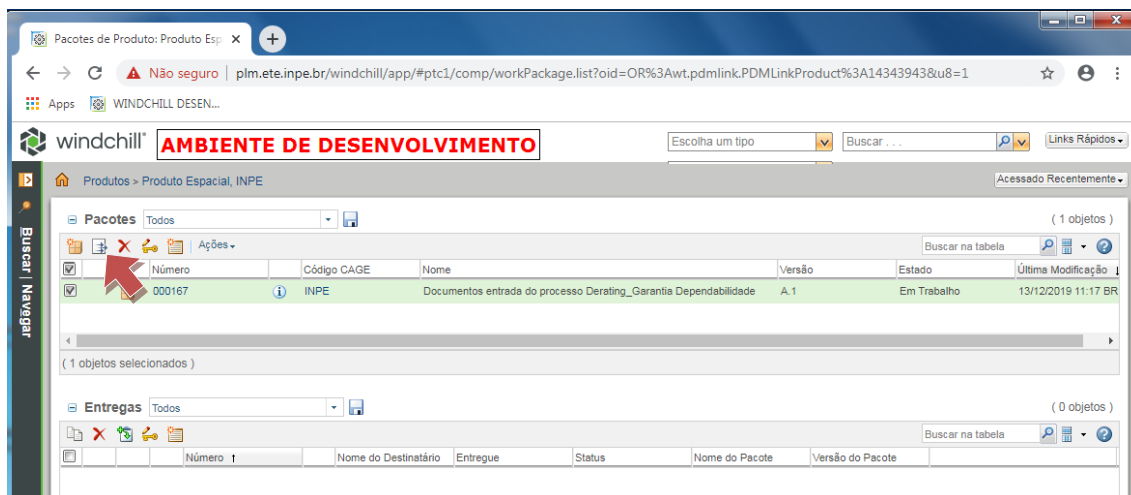 Pacotes de Produto: Produto Esp
Não seguro | plm.ete.inpe.br/windchill/app/#ptc1/comp/workPackage.list?oid=OR%3Awt.pdmlink.PDMLinkProduct%3A14343943&u8=1
Apps WINDCHILL DESEN...
windchill AMBIENTE DE DESENVOLVIMENTO Escolha um tipo Buscar . . . Links Rápidos
Produtos > Produto Espacial, INPE Acessado Recentemente
Buscar | Navegar
Pacotes Todos ( 1 objetos )
Ações Buscar na tabela
Número Código CAGE Nome Versão Estado Última Modificação
000167 INPE Documentos entrada do processo Derating_Garantia Dependabilidade A.1 Em Trabalho 13/12/2019 11:17 BR
( 1 objetos selecionados )
Entregas Todos ( 0 objetos )
Buscar na tabela
Número Nome do Destinatário Entregue Status Nome do Pacote Versão do Pacote